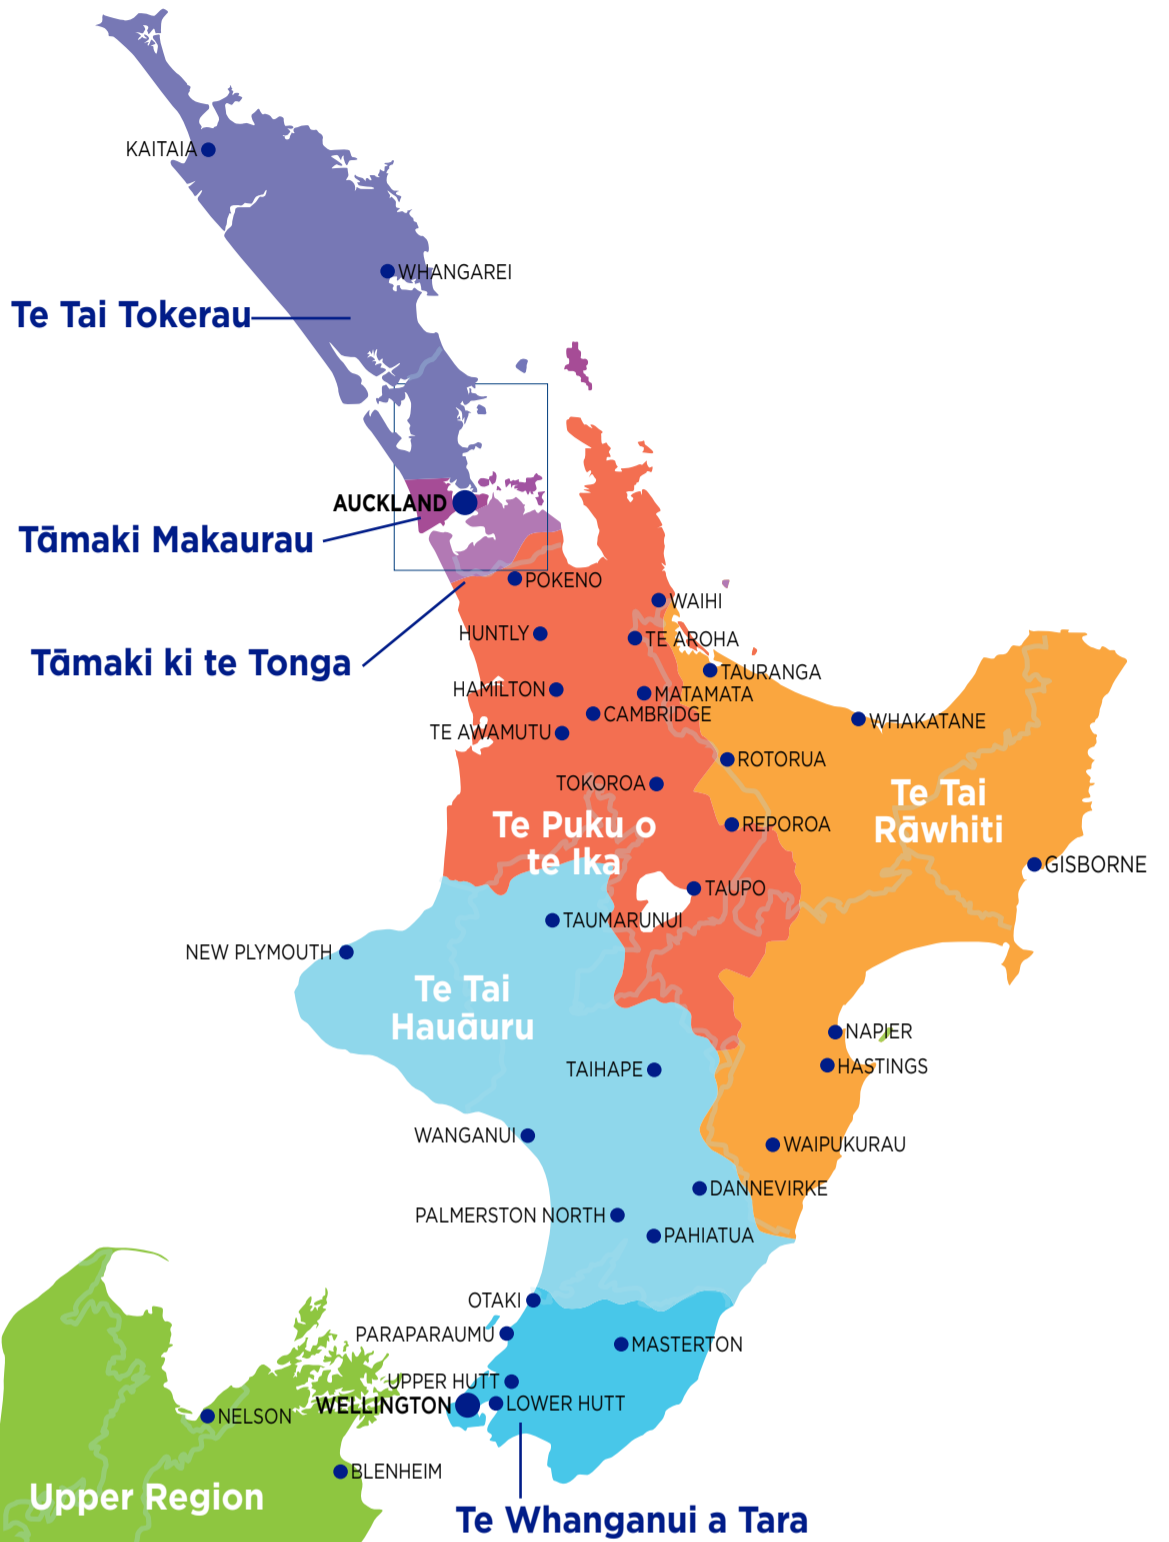 KAITAIA
WHANGAREI
Te Tai Tokerau
AUCKLAND
Tāmaki Makaurau
POKENO
WAIHI
HUNTLY
TE AROHA
Tāmaki ki te Tonga
TAURANGA
HAMILTON
MATAMATA
CAMBRIDGE
WHAKATANE
TE AWAMUTU
ROTORUA
TOKOROA
Te Tai
Rāwhiti
Te Puku o
te Ika
REPOROA
GISBORNE
TAUPO
TAUMARUNUI
NEW PLYMOUTH
Te Tai
Hauāuru
NAPIER
HASTINGS
TAIHAPE
WANGANUI
WAIPUKURAU
DANNEVIRKE
PALMERSTON NORTH
PAHIATUA
OTAKI
PARAPARAUMU
MASTERTON
UPPER HUTT
WELLINGTON
LOWER HUTT
NELSON
BLENHEIM
Upper Region
Te Whanganui a Tara